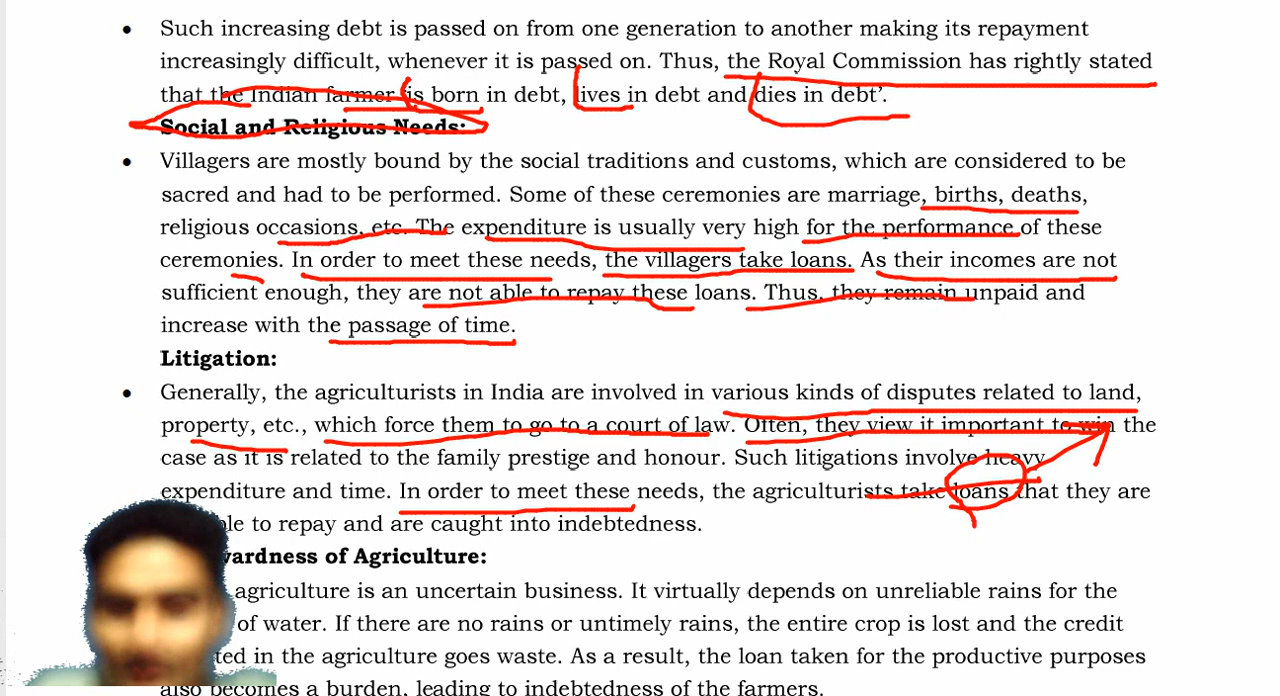 • Such increasing debt is passed on from one generation to another making its repayment
increasingly difficult, whenever it is passed on. Thus, the Royal Commission has rightly stated
that the Indian farmer is born in debt, lives in debt and dies in debt’.
Social and Religious Needs:
• Villagers are mostly bound by the social traditions and customs, which are considered to be
sacred and had to be performed. Some of these ceremonies are marriage, births, deaths,
religious occasions, etc. The expenditure is usually very high for the performance of these
ceremonies. In order to meet these needs, the villagers take loans. As their incomes are not
sufficient enough, they are not able to repay these loans. Thus, they remain unpaid and
increase with the passage of time.
Litigation:
• Generally, the agriculturists in India are involved in various kinds of disputes related to land,
property, etc., which force them to go to a court of law. Often, they view it important to win the
case as it is related to the family prestige and honour. Such litigations involve heavy
expenditure and time. In order to meet these needs, the agriculturists take loans that they are
le to repay and are caught into indebtedness.
wardness of Agriculture:
agriculture is an uncertain business. It virtually depends on unreliable rains for the
of water. If there are no rains or untimely rains, the entire crop is lost and the credit
ted in the agriculture goes waste. As a result, the loan taken for the productive purposes
also becomes a burden, leading to indebtedness of the farmers.